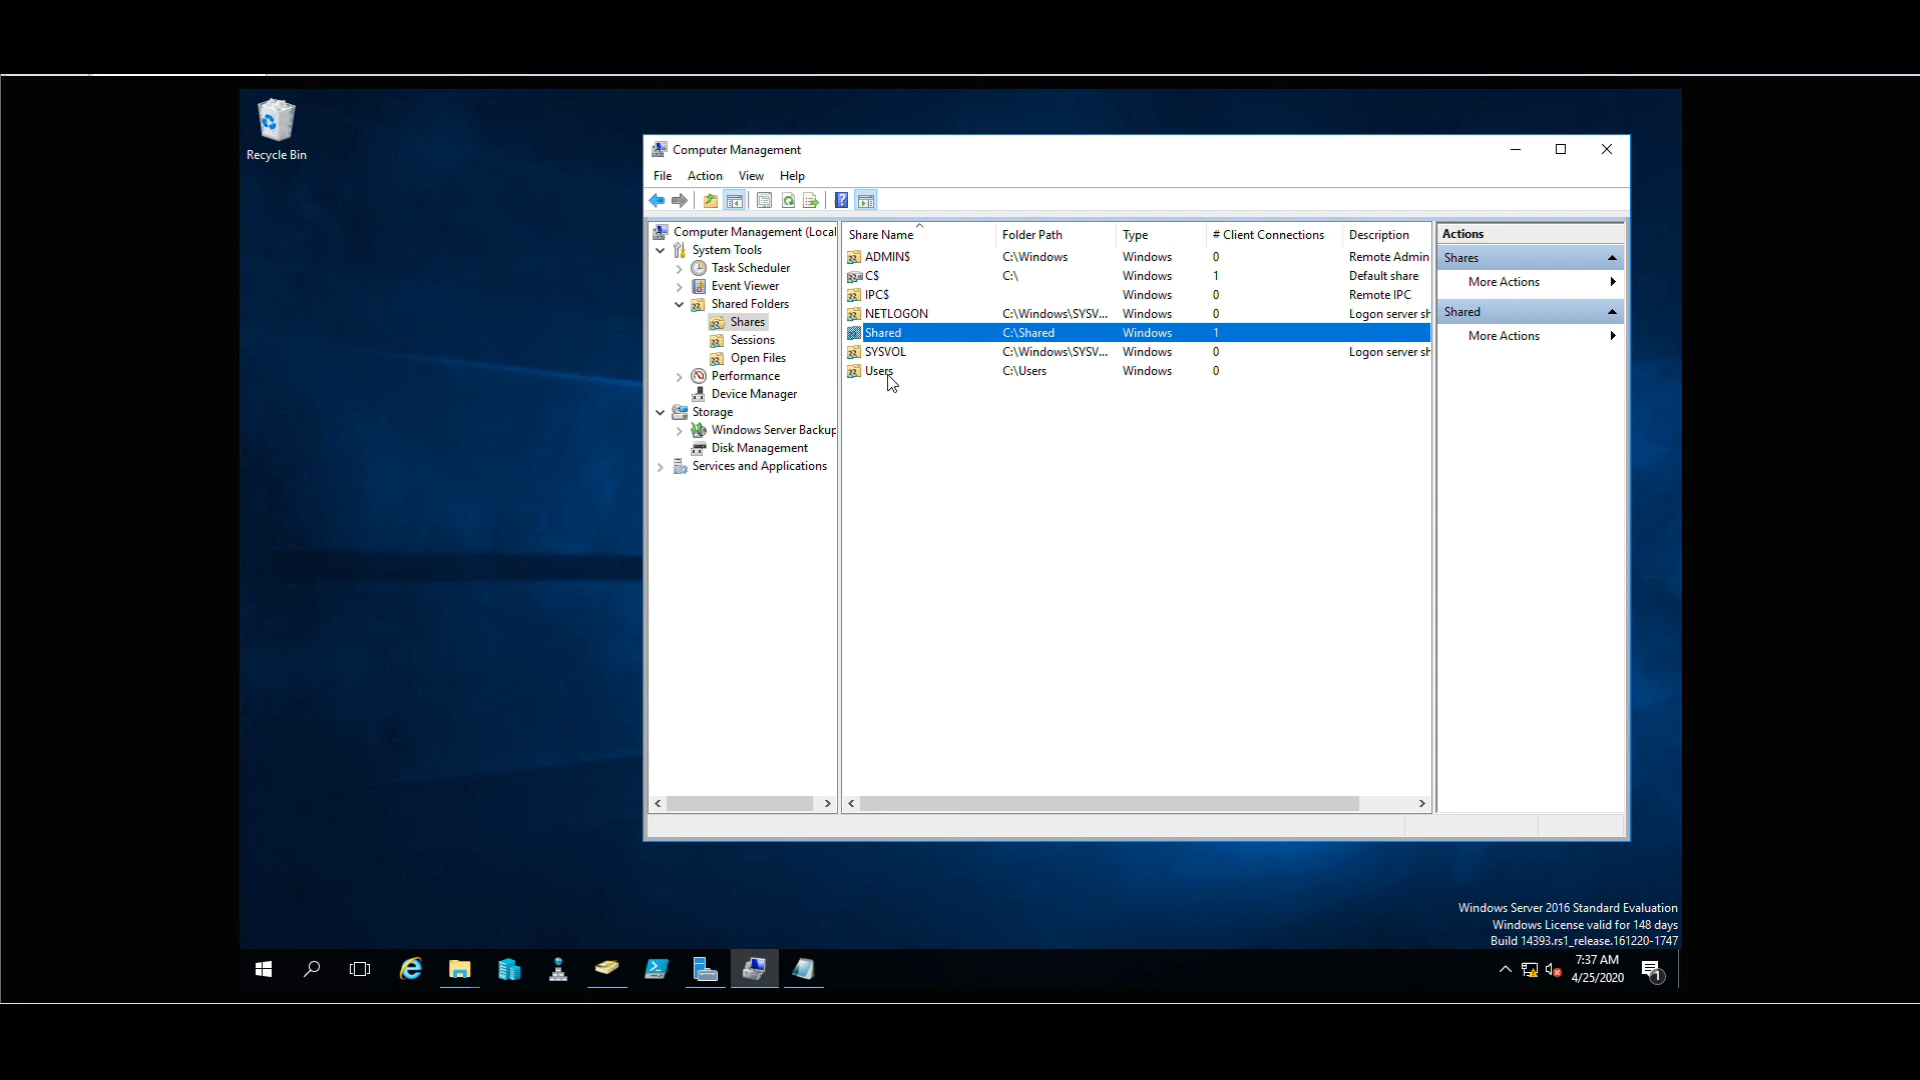 Recycle Bin
Computer Management
File Action View Help
Computer Management (Local
System Tools
Task Scheduler
Event Viewer
Shared Folders
Shares
Sessions
Open Files
Performance
Device Manager
Storage
Windows Server Backup
Disk Management
Services and Applications
Share Name Folder Path Type # Client Connections Description
ADMIN$ C:\Windows Windows 0 Remote Admin
C$ C:\ Windows 1 Default share
IPC$ Windows 0 Remote IPC
NETLOGON C:\Windows\SYSV... Windows 0 Logon server sh
Shared C:\Shared Windows 1
SYSVOL C:\Windows\SYSV... Windows 0 Logon server sh
Users C:\Users Windows 0
Actions
Shares
More Actions
Shared
More Actions
Windows Server 2016 Standard Evaluation
Windows License valid for 148 days
Build 14393.rs1_release.161220-1747
7:37 AM
4/25/2020
1